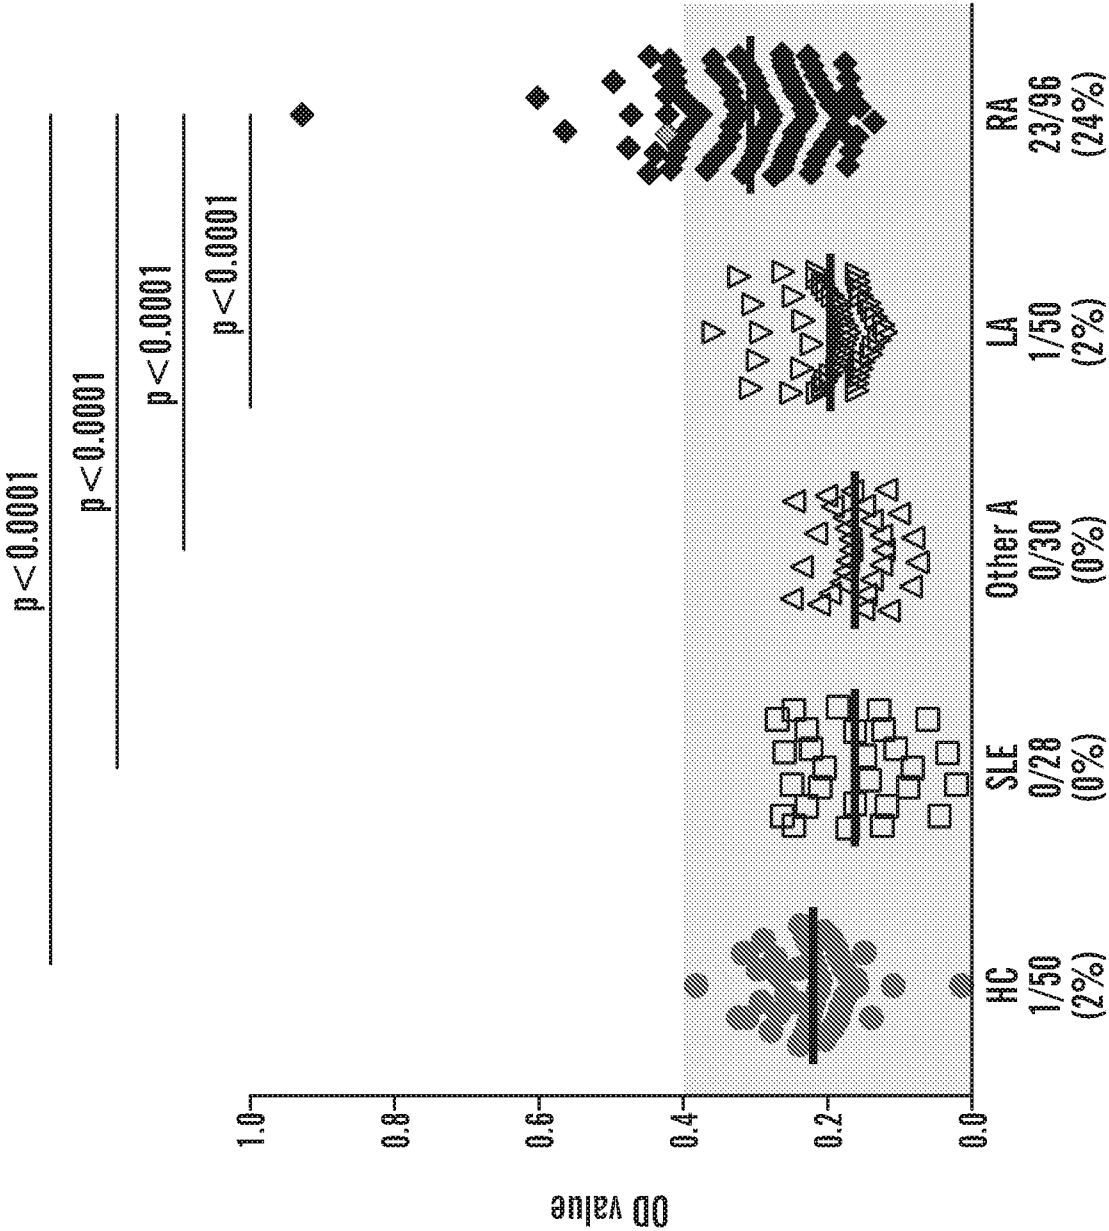 p<0.0001
p<0.0001
p<0.0001
p<0.0001
OD value
1.0
0.8
0.6
0.4
0.2
0.0
HC
1/50
(2%)
SLE
0/28
(0%)
Other A
0/30
(0%)
LA
1/50
(2%)
RA
23/96
(24%)